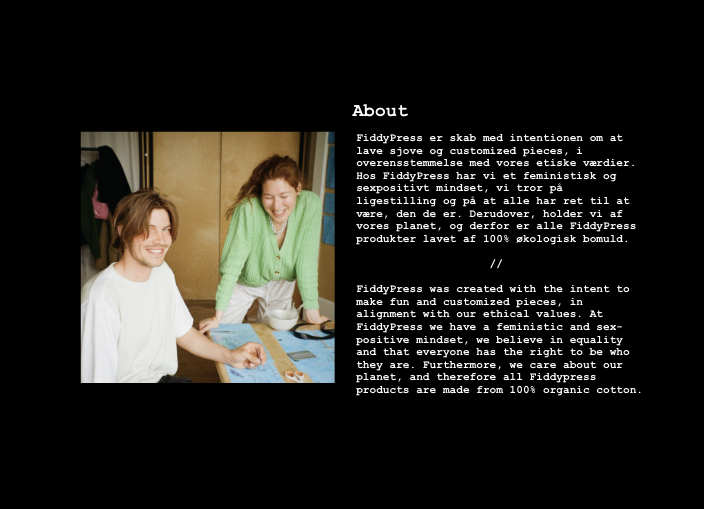 About
FiddyPress er skab med intentionen om at
lave sjove og customized pieces, i
overensstemmelse med vores etiske værdier.
Hos FiddyPress har vi et feministisk og
sexpositivt mindset, vi tror på
ligestilling og på at alle har ret til at
være, den de er. Derudover, holder vi af
vores planet, og derfor er alle FiddyPress
produkter lavet af 100% økologisk bomuld.
//
FiddyPress was created with the intent to
make fun and customized pieces, in
alignment with our ethical values. At
FiddyPress we have a feministic and sex-
positive mindset, we believe in equality
and that everyone has the right to be who
they are. Furthermore, we care about our
planet, and therefore all Fiddypress
products are made from 100% organic cotton.